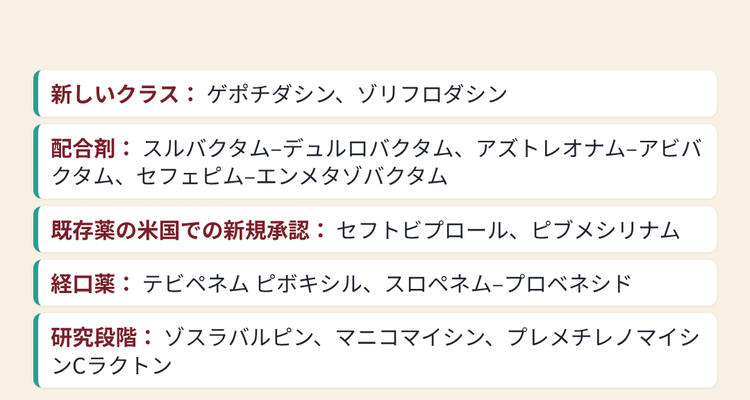 新しいクラス： ゲポチダシン、ゾリフロダシン
配合剤： スルバクタム–デュルロバクタム、アズトレオナム–アビバ
クタム、セフェピム–エンメタゾバクタム
既存薬の米国での新規承認： セフトビプロール、ピブメシリナム
経口薬： テビペネム ピボキシル、スロペネム–プロベネシド
研究段階： ゾスラバルピン、マニコマイシン、プレメチレノマイシ
ンCラクトン